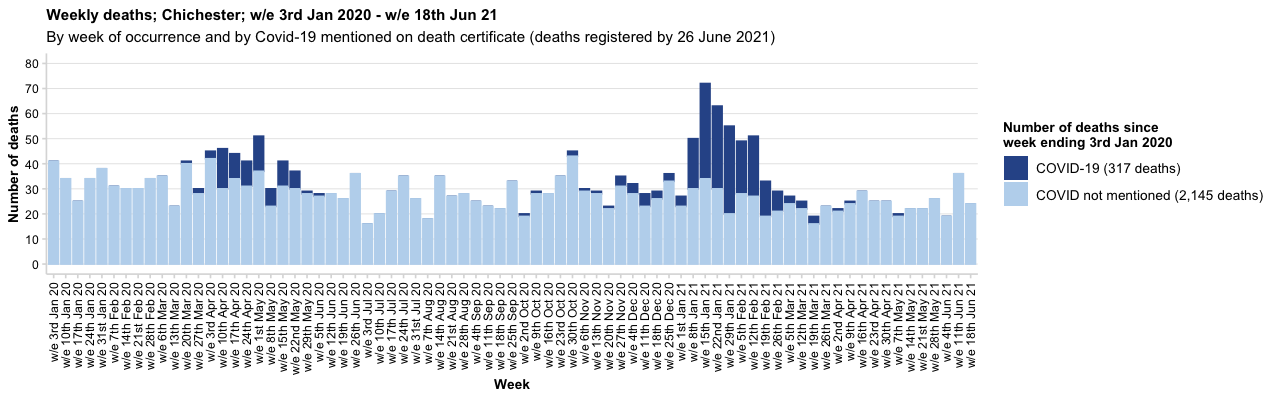 Weekly deaths; Chichester; w/e 3rd Jan 2020 - w/e 18th Jun 21
By week of occurrence and by Covid-19 mentioned on death certificate (deaths registered by 26 June 2021)
Number of deaths
80
70
60
50
40
30
20
10
0
w/e 3rd Jan 20
w/e 10th Jan 20
w/e 17th Jan 20
w/e 24th Jan 20
w/e 31st Jan 20
w/e 7th Feb 20
w/e 14th Feb 20
w/e 21st Feb 20
w/e 28th Feb 20
w/e 6th Mar 20
w/e 13th Mar 20
w/e 20th Mar 20
w/e 27th Mar 20
w/e 3rd Apr 20
w/e 10th Apr 20
w/e 17th Apr 20
w/e 24th Apr 20
w/e 1st May 20
w/e 8th May 20
w/e 15th May 20
w/e 22nd May 20
w/e 29th May 20
w/e 5th Jun 20
w/e 12th Jun 20
w/e 19th Jun 20
w/e 26th Jun 20
w/e 3rd Jul 20
w/e 10th Jul 20
w/e 17th Jul 20
w/e 24th Jul 20
w/e 31st Jul 20
w/e 7th Aug 20
w/e 14th Aug 20
w/e 21st Aug 20
w/e 28th Aug 20
w/e 4th Sep 20
w/e 11th Sep 20
w/e 18th Sep 20
w/e 25th Sep 20
w/e 2nd Oct 20
w/e 9th Oct 20
w/e 16th Oct 20
w/e 23rd Oct 20
w/e 30th Oct 20
w/e 6th Nov 20
w/e 13th Nov 20
w/e 20th Nov 20
w/e 27th Nov 20
w/e 4th Dec 20
w/e 11th Dec 20
w/e 18th Dec 20
w/e 25th Dec 20
w/e 1st Jan 21
w/e 8th Jan 21
w/e 15th Jan 21
w/e 22nd Jan 21
w/e 29th Jan 21
w/e 5th Feb 21
w/e 12th Feb 21
w/e 19th Feb 21
w/e 26th Feb 21
w/e 5th Mar 21
w/e 12th Mar 21
w/e 19th Mar 21
w/e 26th Mar 21
w/e 2nd Apr 21
w/e 9th Apr 21
w/e 16th Apr 21
w/e 23rd Apr 21
w/e 30th Apr 21
w/e 7th May 21
w/e 14th May 21
w/e 21st May 21
w/e 28th May 21
w/e 4th Jun 21
w/e 11th Jun 21
w/e 18th Jun 21
Week
Number of deaths since
week ending 3rd Jan 2020
COVID-19 (317 deaths)
COVID not mentioned (2,145 deaths)